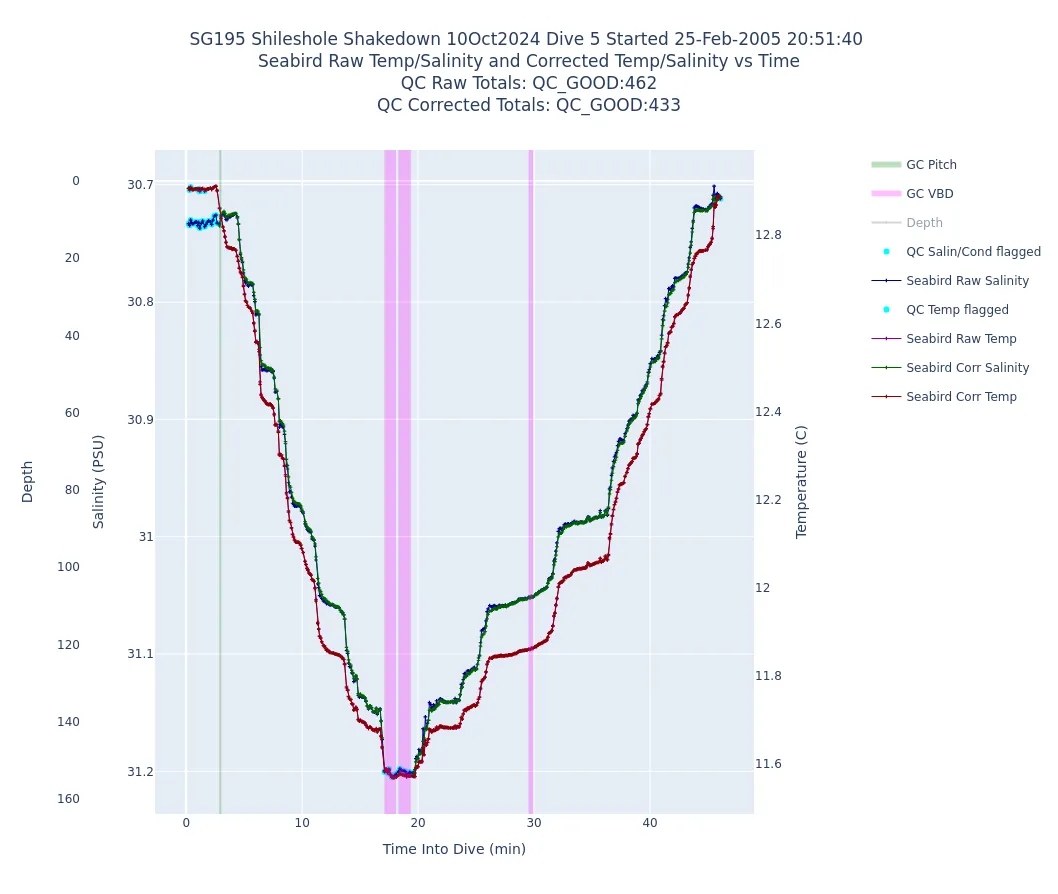 SG195 Shileshole Shakedown 10Oct2024 Dive 5 Started 25-Feb-2005 20:51:40
Seabird Raw Temp/Salinity and Corrected Temp/Salinity vs Time
QC Raw Totals: QC_GOOD:462
QC Corrected Totals: QC_GOOD:433
Depth
0
20
40
60
80
100
120
140
160
Salinity (PSU)
30.7
30.8
30.9
31
31.1
31.2
0
10
20
30
40
Time Into Dive (min)
12.8
12.6
12.4
12.2
12
11.8
11.6
Temperature (C)
GC Pitch
GC VBD
Depth
QC Salin/Cond flagged
Seabird Raw Salinity
QC Temp flagged
Seabird Raw Temp
Seabird Corr Salinity
Seabird Corr Temp